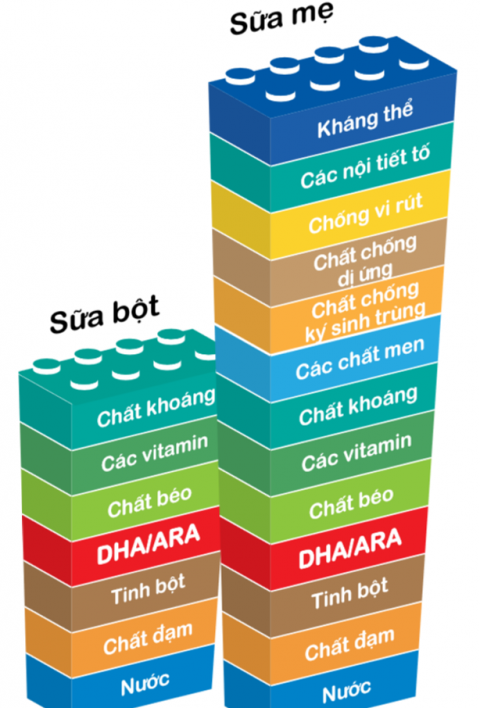 Sữa mẹ
Kháng thể
Các nội tiết tố
Chống vi rút
Chất chống
dị ứng
Chất chống
ký sinh trùng
Các chất men
Chất khoáng
Các vitamin
Chất béo
DHA/ARA
Tinh bột
Chất đạm
Nước
Sữa bột
Chất khoáng
Các vitamin
Chất béo
DHA/ARA
Tinh bột
Chất đạm
Nước